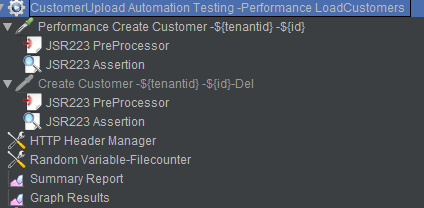 CustomerUpload Automation Testing -Performance LoadCustomers
Performance Create Customer -${tenantid} -${id}
JSR223 PreProcessor
JSR223 Assertion
Create Customer -${tenantid} -${id}-Del
JSR223 PreProcessor
JSR223 Assertion
HTTP Header Manager
Random Variable-Filecounter
Summary Report
Graph Results